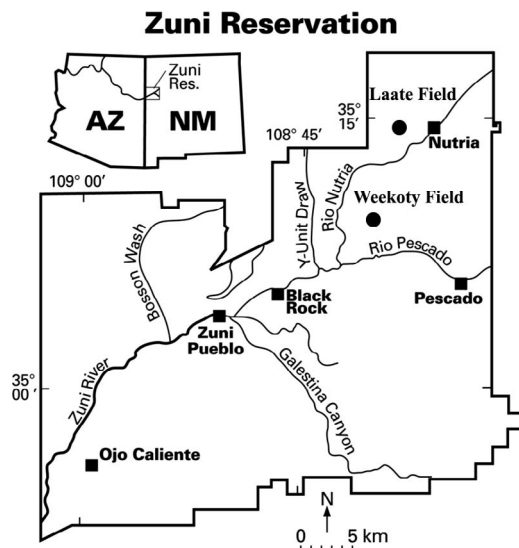 Zuni Reservation
Zuni
Res.
AZ
NM
35°
15'
Laate Field
108° 45'
Nutria
109° 00'
Weekoty Field
Y-Unit Draw
Rio Nutria
Bosson Wash
Rio Pescado
Black
Rock
Pescado
Zuni
Pueblo
Galestina Canyon
Zuni River
35°
00'
Ojo Caliente
N
0 5 km